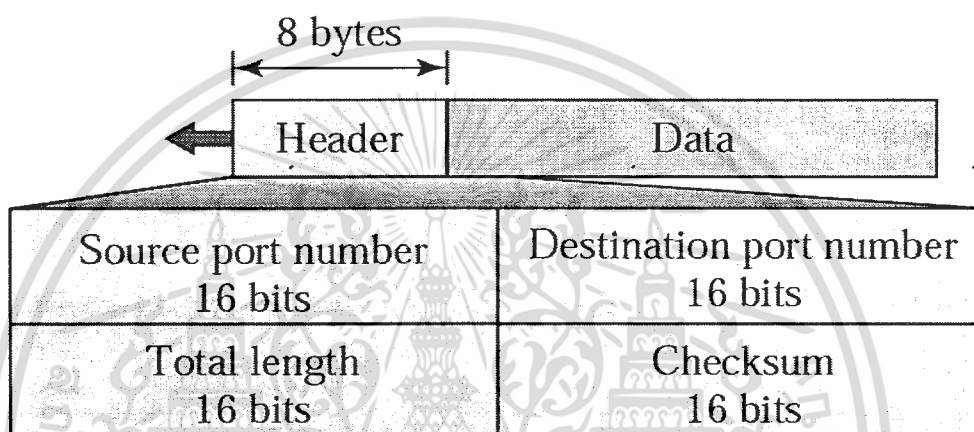 8 bytes
Header
Data
Source port number
16 bits
Destination port number
16 bits
Total length
16 bits
Checksum
16 bits